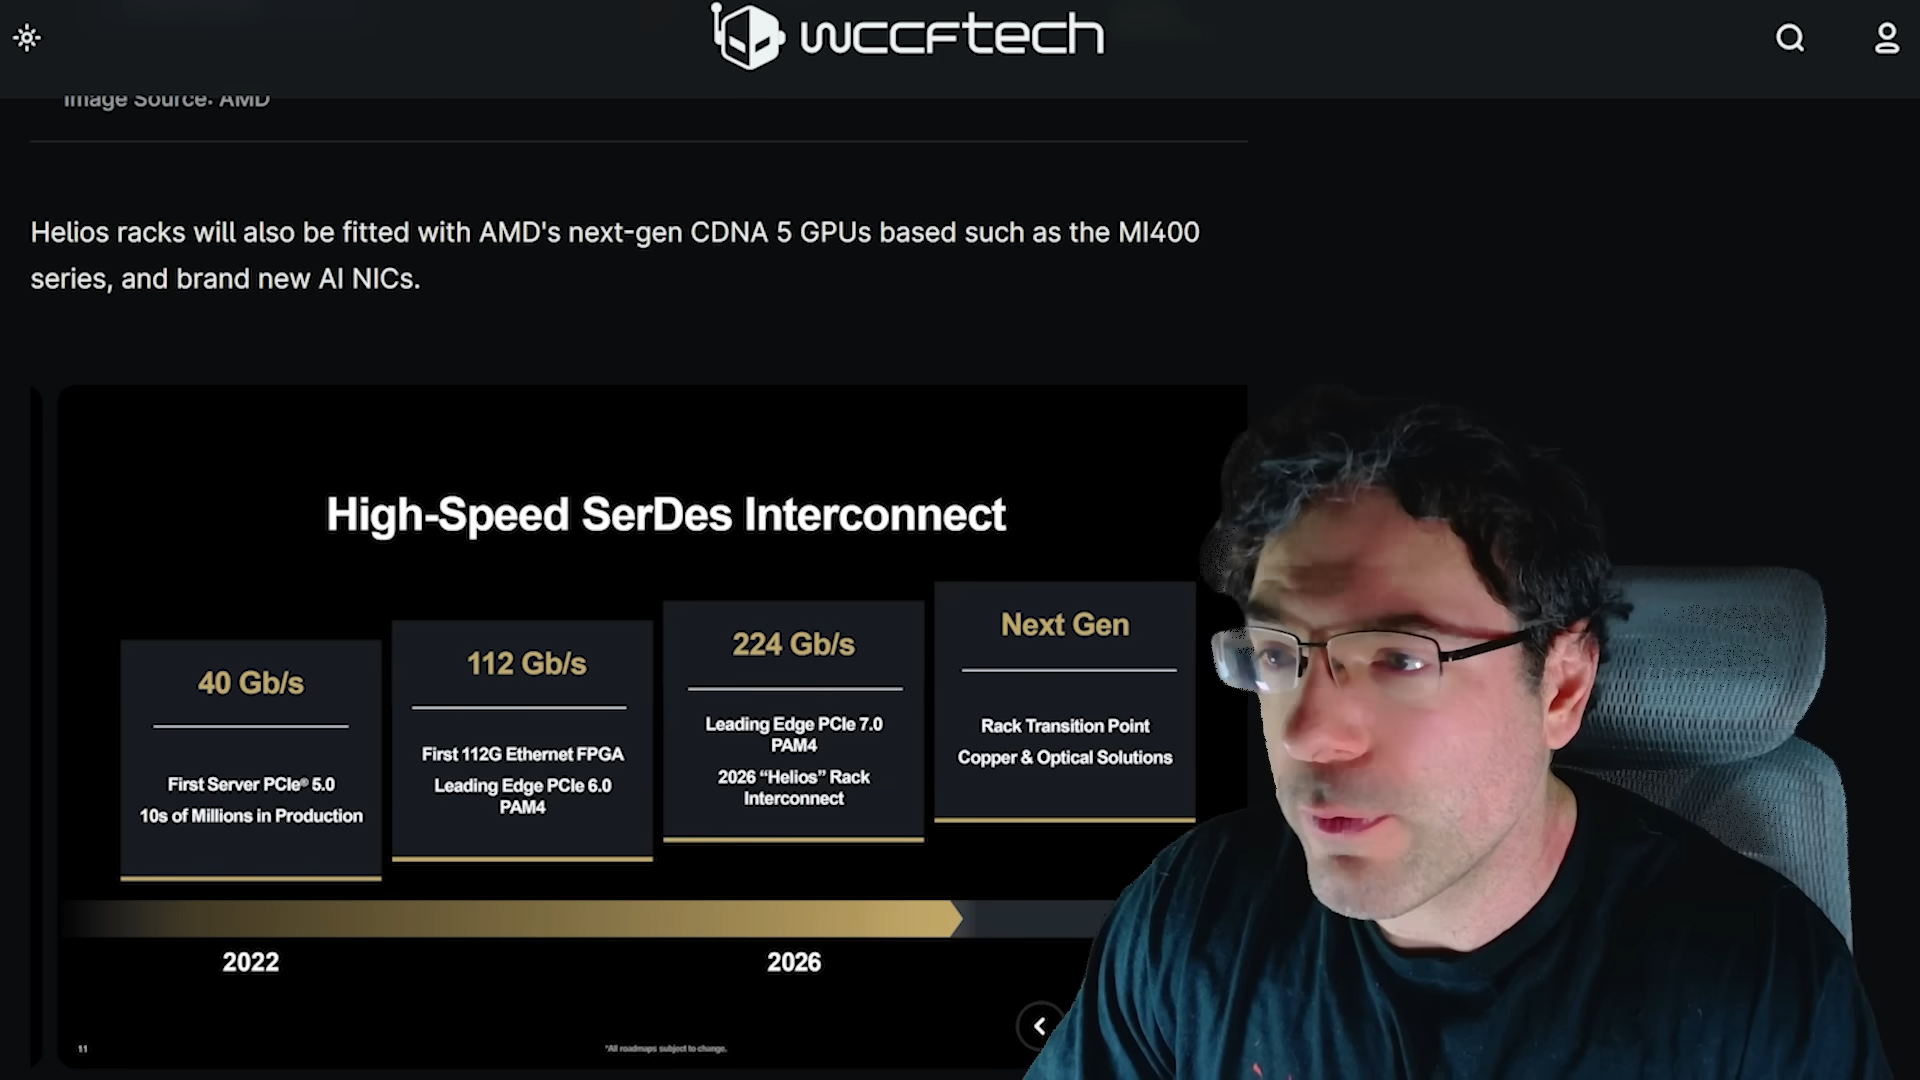 wccftech
Image Source: AMD
Helios racks will also be fitted with AMD's next-gen CDNA 5 GPUs based such as the MI400
series, and brand new AI NICs.
High-Speed SerDes Interconnect
40 Gb/s
First Server PCIe® 5.0
10s of Millions in Production
112 Gb/s
First 112G Ethernet FPGA
Leading Edge PCIe 6.0
PAM4
224 Gb/s
Leading Edge PCIe 7.0
PAM4
2026 “Helios” Rack
Interconnect
Next Gen
Rack Transition Point
Copper & Optical Solutions
2022
2026
11
*All roadmaps subject to change.